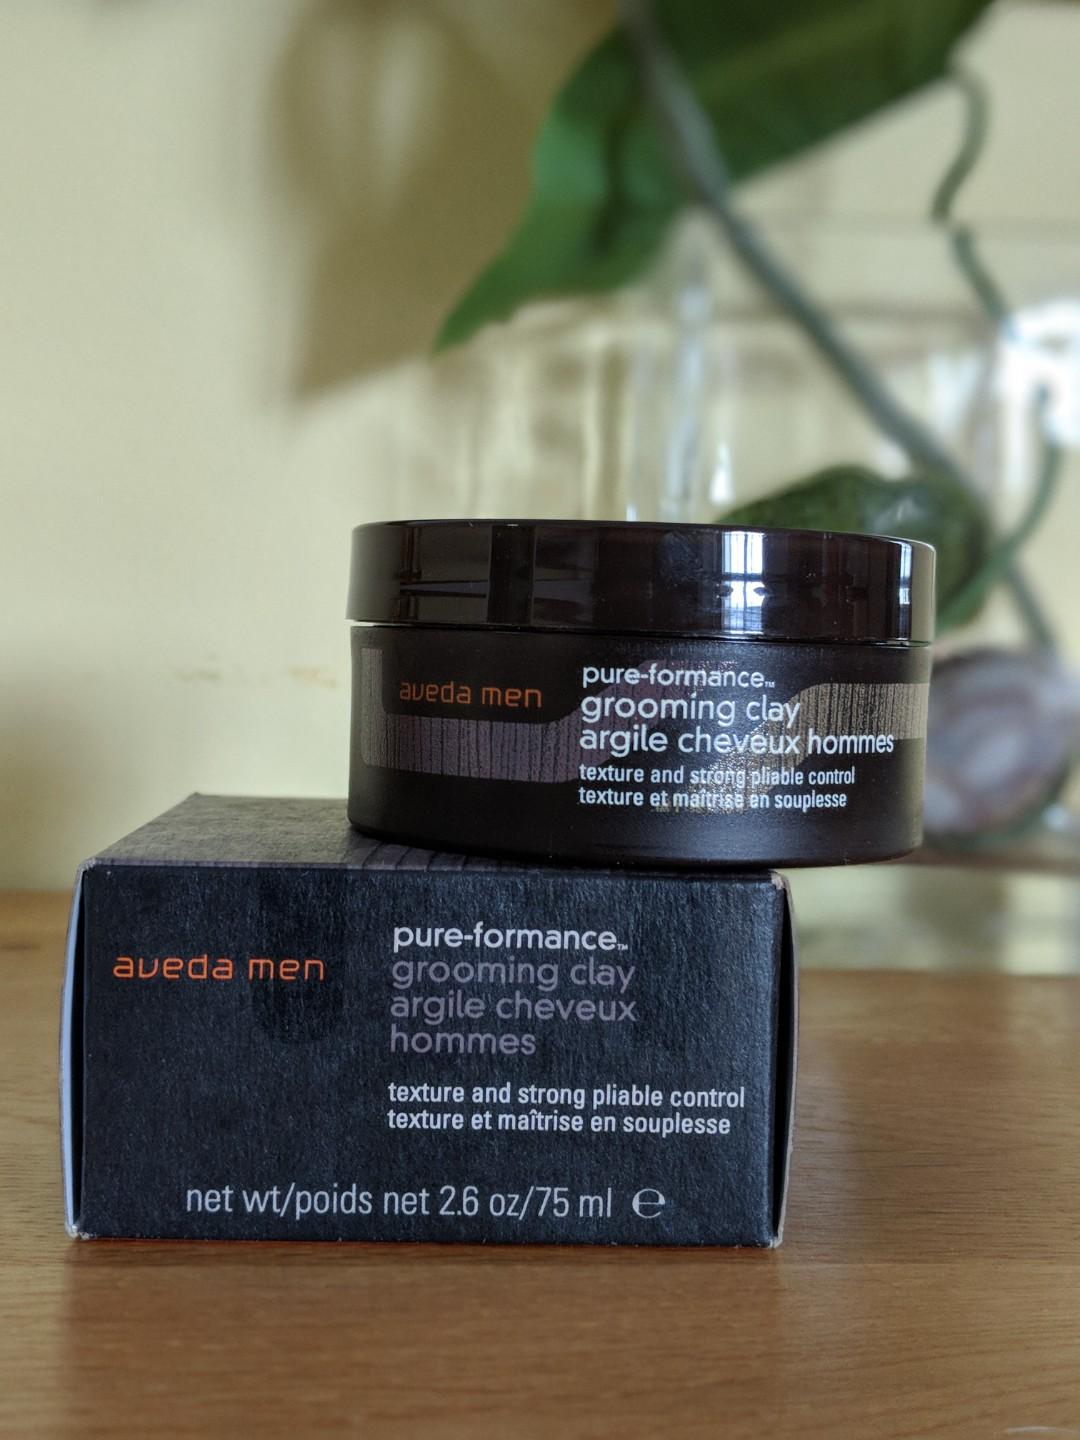 aveda men
pure-formance™
grooming clay
argile cheveux hommes
texture and strong pliable control
texture et maîtrise en souplesse
aveda men
pure-formance™
grooming clay
argile cheveux
hommes
texture and strong pliable control
texture et maîtrise en souplesse
net wt/poids net 2.6 oz/75 ml ℮